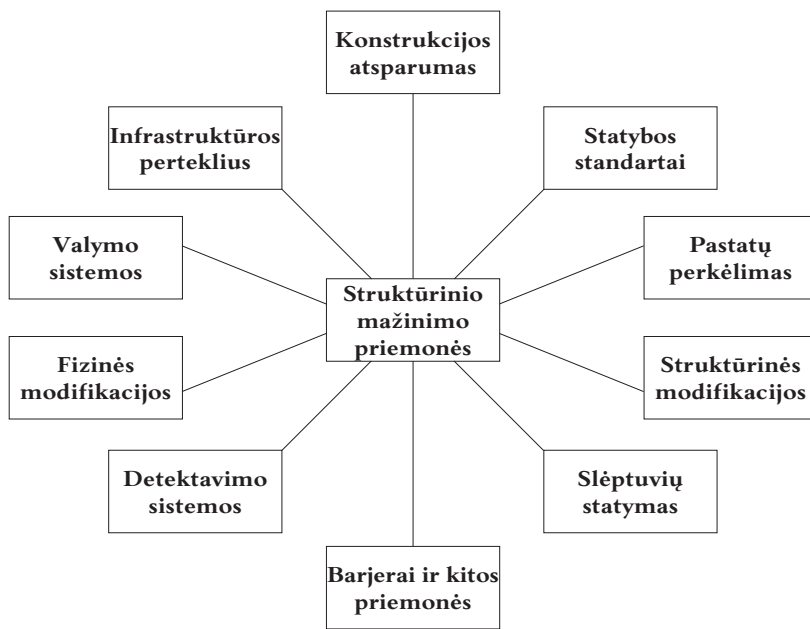 Konstrukcijos
atsparumas
Infrastruktūros
perteklius
Statybos
standartai
Valymo
sistemos
Pastatų
perkėlimas
Struktūrinio
mažinimo
priemonės
Fizinės
modifikacijos
Struktūrinės
modifikacijos
Detektavimo
sistemos
Slėptuvių
statymas
Barjerai ir kitos
priemonės